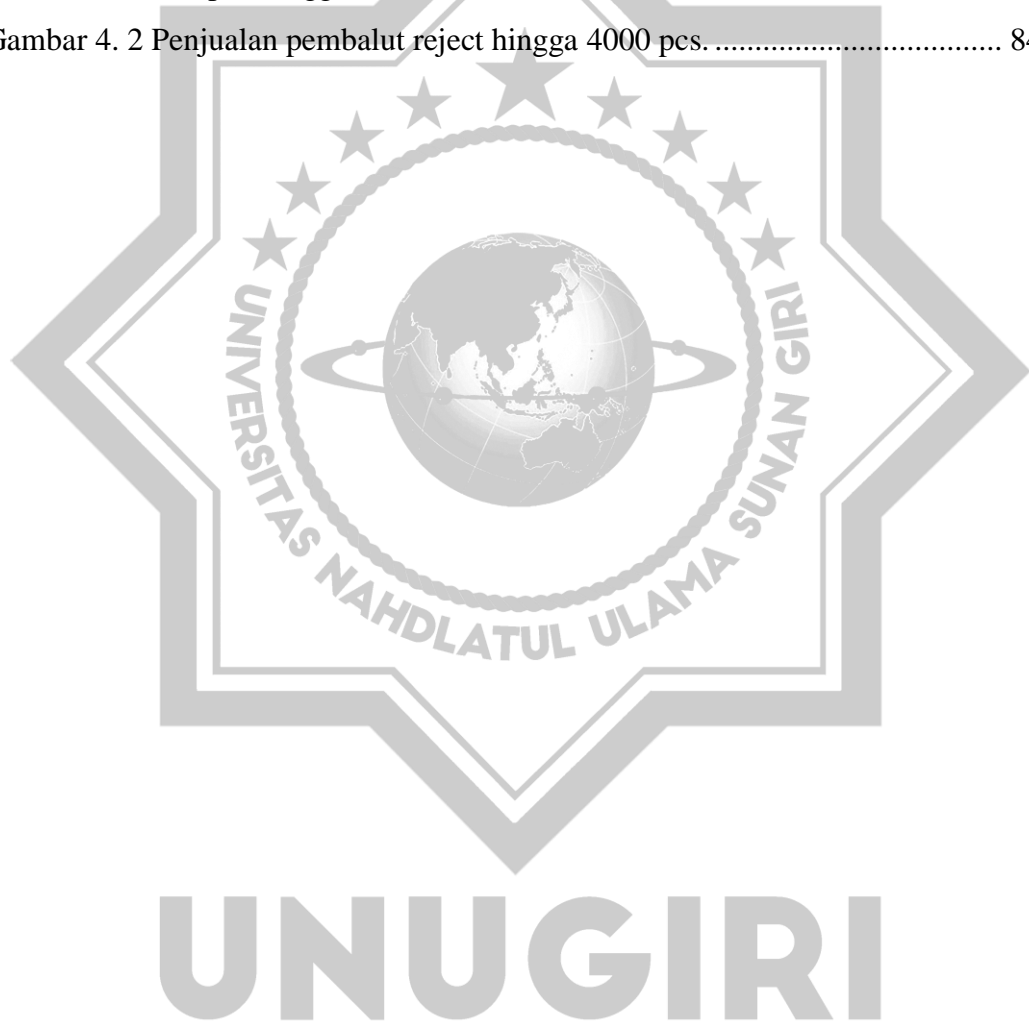 Gambar 4. 2 Penjualan pembalut reject hingga 4000 pcs. .................................... 84
UNIVERSITAS NAHDLATUL ULAMA SUNAN GIRI
UNUGIRI